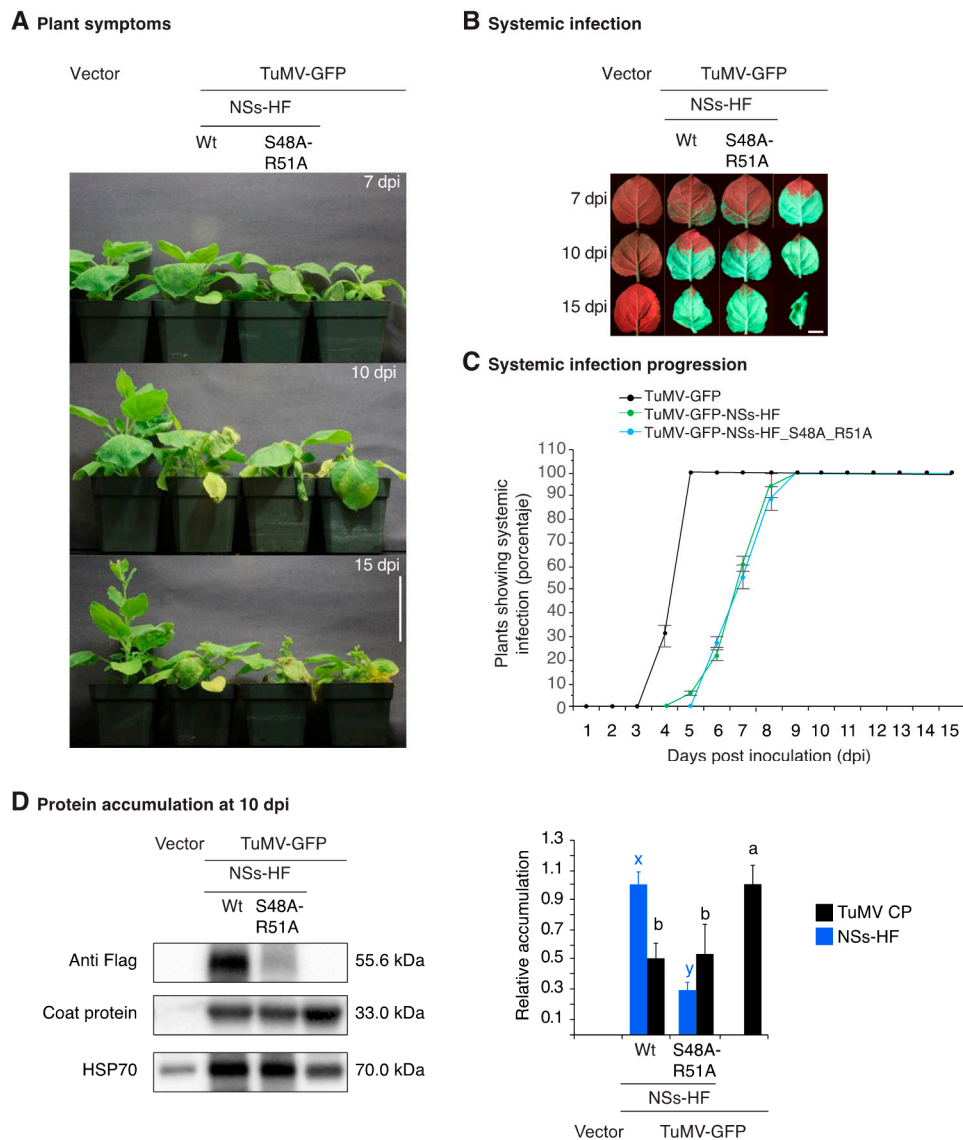 A Plant symptoms
Vector
TuMV-GFP
NSs-HF
Wt
S48A-
R51A
7 dpi
10 dpi
15 dpi
B Systemic infection
Vector
TuMV-GFP
NSs-HF
Wt
S48A-
R51A
7 dpi
10 dpi
15 dpi
C Systemic infection progression
TuMV-GFP
TuMV-GFP-NSs-HF
TuMV-GFP-NSs-HF_S48A_R51A
Plants showing systemic
infection (porcentaje)
110
100
90
80
70
60
50
40
30
20
10
0
1 2 3 4 5 6 7 8 9 10 11 12 13 14 15
Days post inoculation (dpi)
D Protein accumulation at 10 dpi
Vector
TuMV-GFP
NSs-HF
Wt
S48A-
R51A
Anti Flag
55.6 kDa
Coat protein
33.0 kDa
HSP70
70.0 kDa
Relative accumulation
1.3
1.1
0.7
0.5
0.3
0.1
x
b
y
b
a
TuMV CP
NSs-HF
Wt
S48A-
R51A
NSs-HF
Vector
TuMV-GFP